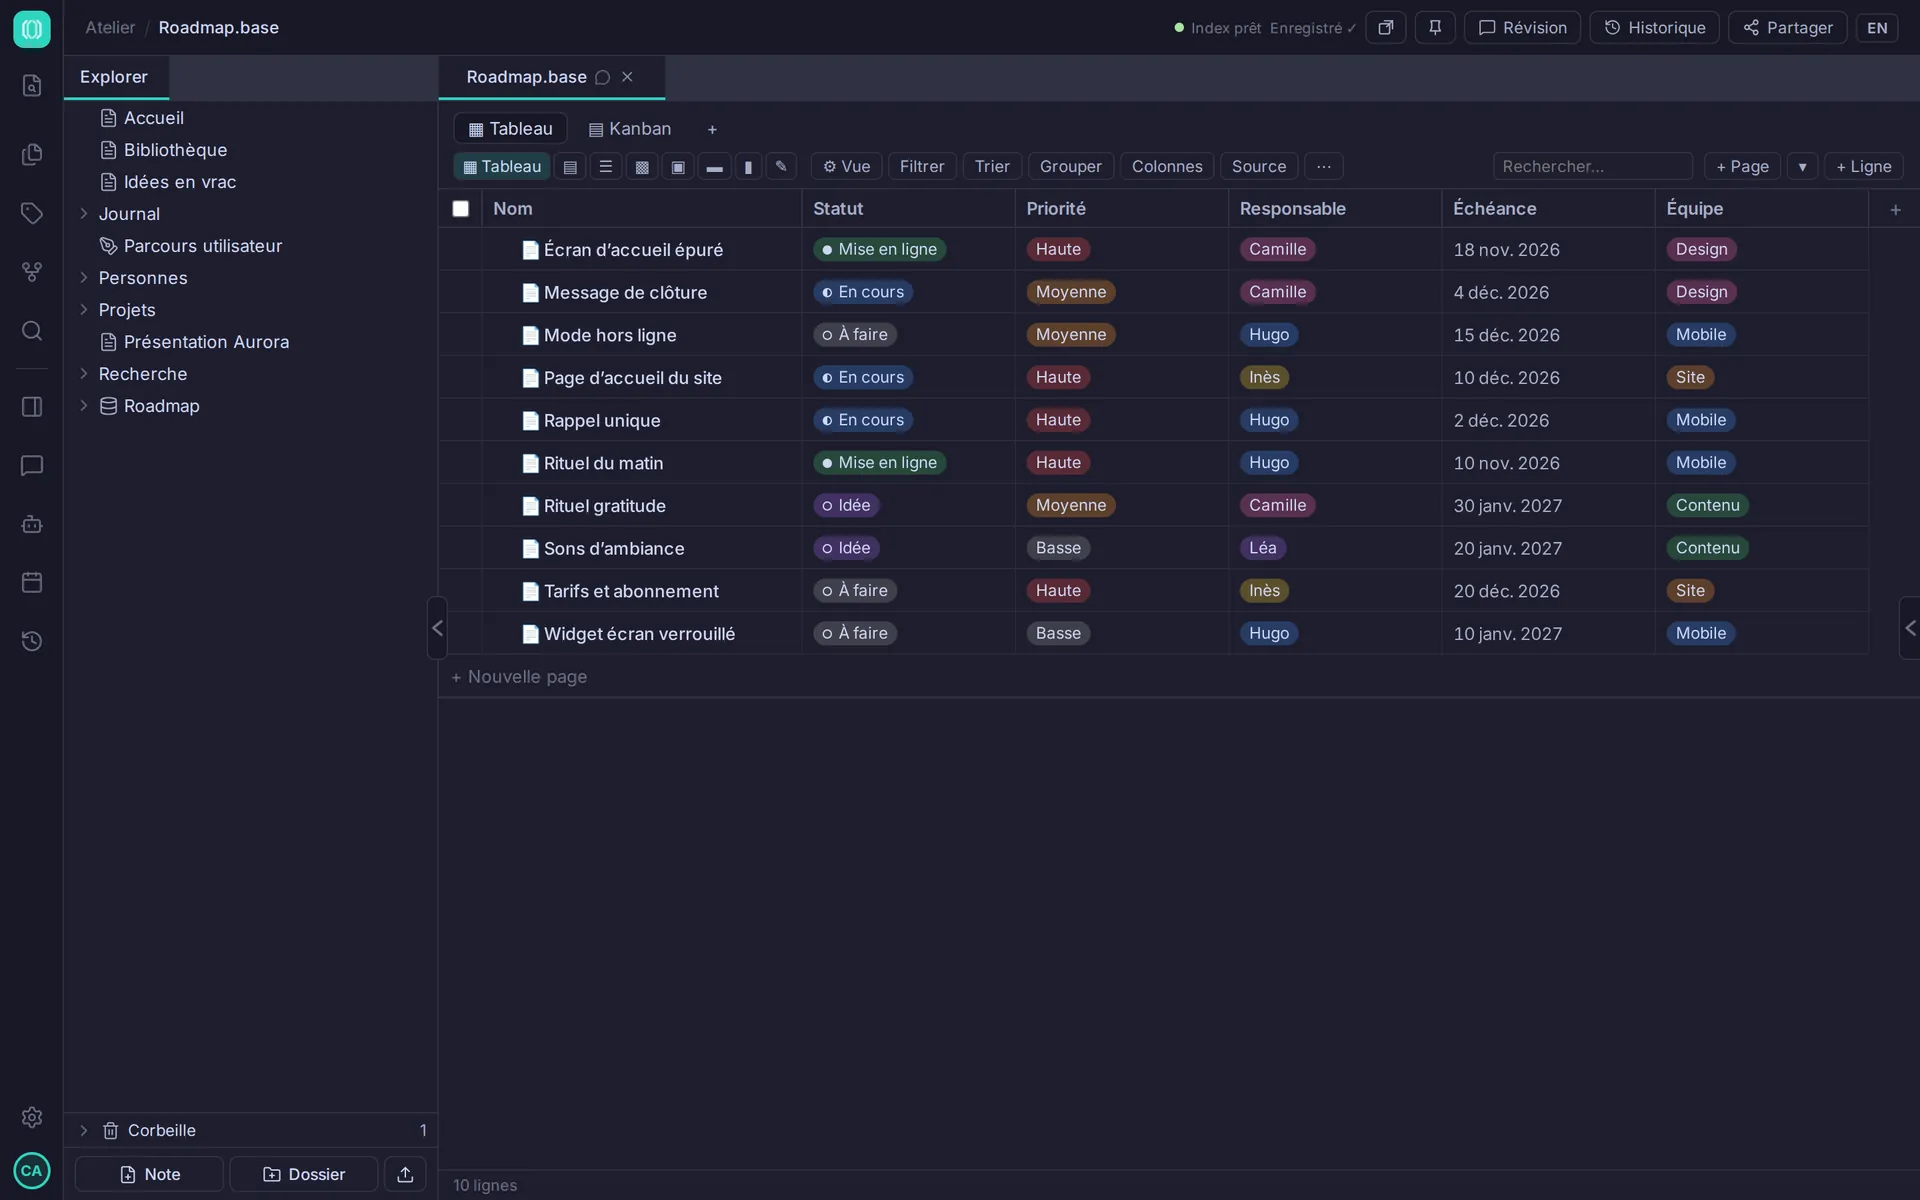 Atelier / Roadmap.base
Index prêt Enregistré ✓
Révision
Historique
Partager
EN
Explorer
Roadmap.base
Accueil
Bibliothèque
Idées en vrac
Journal
Parcours utilisateur
Personnes
Projets
Présentation Aurora
Recherche
Roadmap
Tableau
Kanban
+
Tableau
Vue
Filtrer
Trier
Grouper
Colonnes
Source
...
Rechercher...
+ Page
+ Ligne
Nom Statut Priorité Responsable Échéance Équipe +
Écran d’accueil épuré Mise en ligne Haute Camille 18 nov. 2026 Design
Message de clôture En cours Moyenne Camille 4 déc. 2026 Design
Mode hors ligne À faire Moyenne Hugo 15 déc. 2026 Mobile
Page d’accueil du site En cours Haute Inès 10 déc. 2026 Site
Rappel unique En cours Haute Hugo 2 déc. 2026 Mobile
Rituel du matin Mise en ligne Haute Hugo 10 nov. 2026 Mobile
Rituel gratitude Idée Moyenne Camille 30 janv. 2027 Contenu
Sons d’ambiance Idée Basse Léa 20 janv. 2027 Contenu
Tarifs et abonnement À faire Haute Inès 20 déc. 2026 Site
Widget écran verrouillé À faire Basse Hugo 10 janv. 2027 Mobile
+ Nouvelle page
Corbeille 1
CA
Note
Dossier
10 lignes